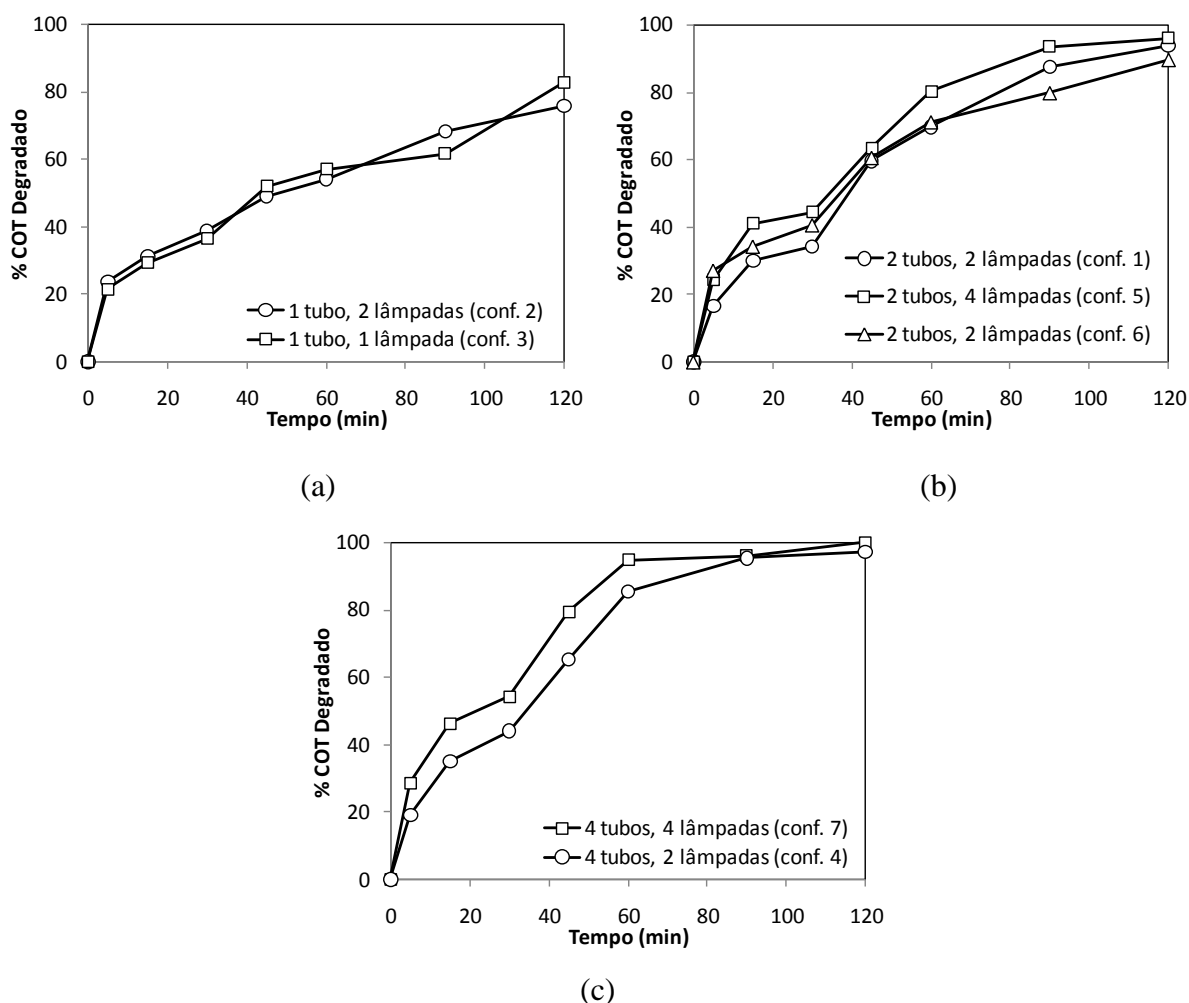 100
80
60
40
20
0
% COT Degradado
0 20 40 60 80 100 120
Tempo (min)
1 tubo, 2 lâmpadas (conf. 2)
1 tubo, 1 lâmpada (conf. 3)
(a)
100
80
60
40
20
0
% COT Degradado
0 20 40 60 80 100 120
Tempo (min)
2 tubos, 2 lâmpadas (conf. 1)
2 tubos, 4 lâmpadas (conf. 5)
2 tubos, 2 lâmpadas (conf. 6)
(b)
100
80
60
40
20
0
% COT Degradado
0 20 40 60 80 100 120
Tempo (min)
4 tubos, 4 lâmpadas (conf. 7)
4 tubos, 2 lâmpadas (conf. 4)
(c)